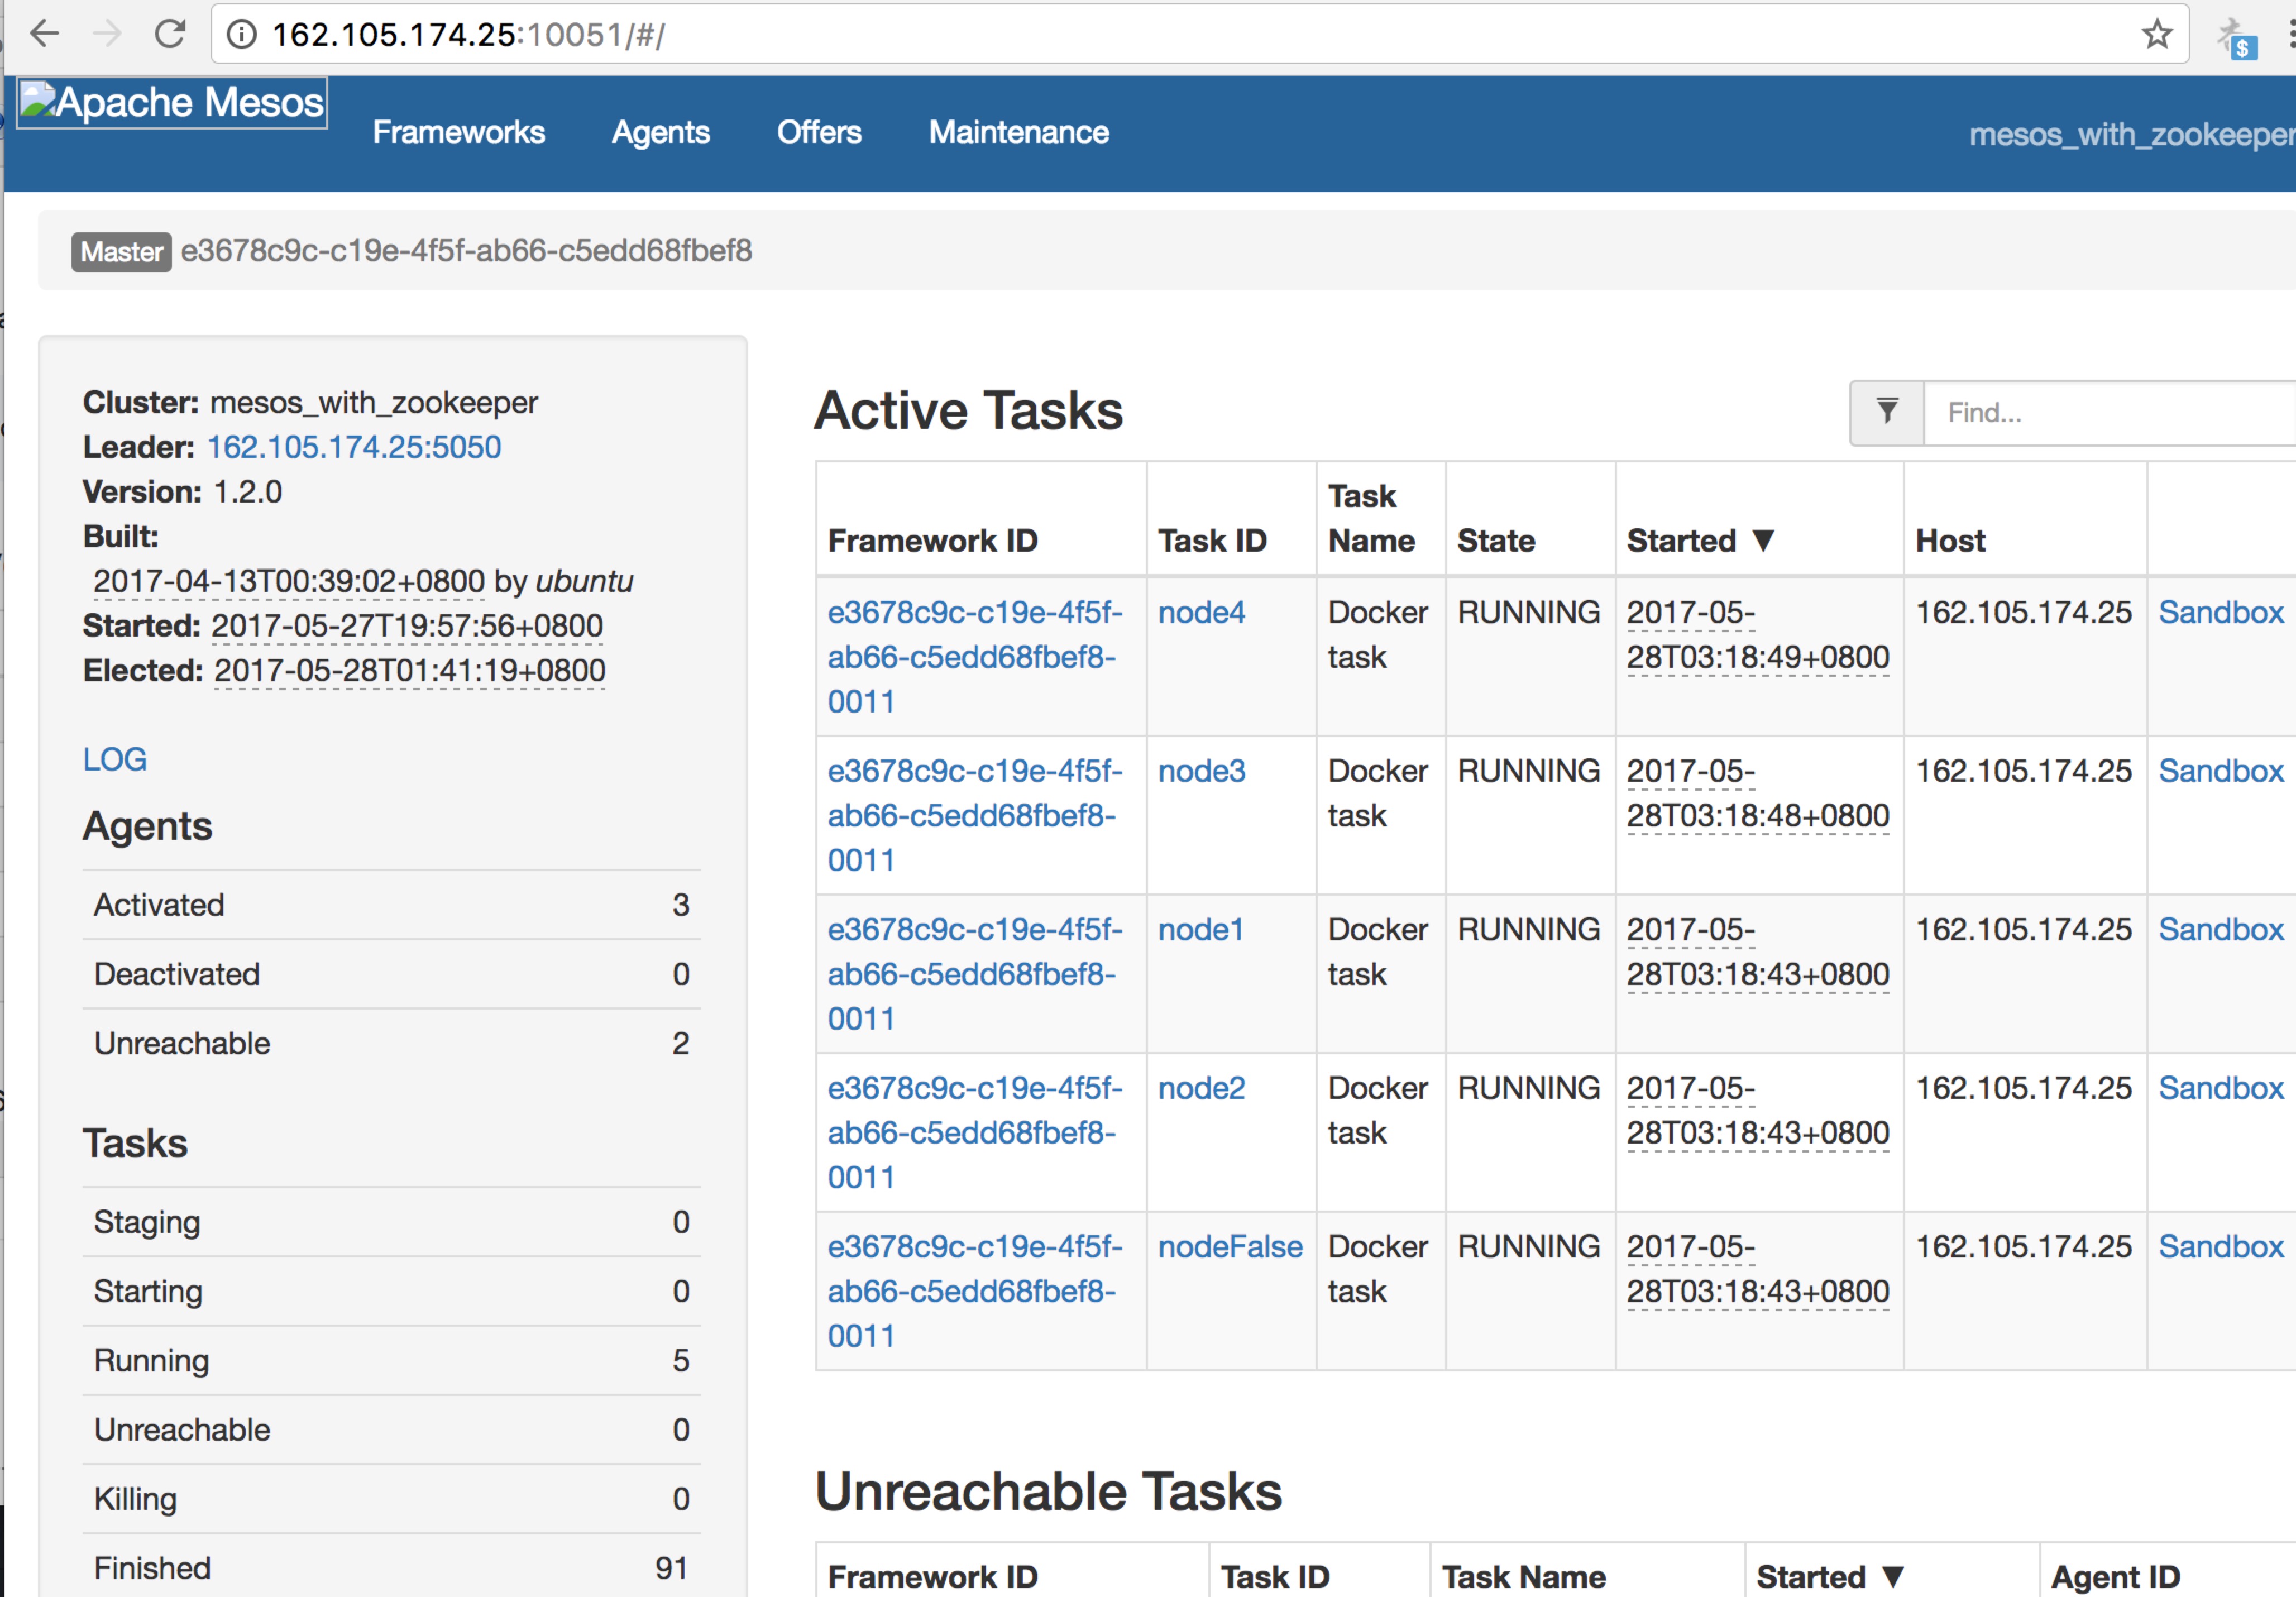 162.105.174.25:10051/#/
Apache Mesos
Frameworks Agents Offers Maintenance
mesos_with_zookeeper
Master e3678c9c-c19e-4f5f-ab66-c5edd68fbef8
Cluster: mesos_with_zookeeper
Leader: 162.105.174.25:5050
Version: 1.2.0
Built:
2017-04-13T00:39:02+0800 by ubuntu
Started: 2017-05-27T19:57:56+0800
Elected: 2017-05-28T01:41:19+0800
LOG
Agents
Activated 3
Deactivated 0
Unreachable 2
Tasks
Staging 0
Starting 0
Running 5
Unreachable 0
Killing 0
Finished 91
Active Tasks
Find...
Task
Framework ID Task ID Name State Started ▼ Host
e3678c9c-c19e-4f5f- node4 Docker RUNNING 2017-05- 162.105.174.25 Sandbox
ab66-c5edd68fbef8- task 28T03:18:49+0800
0011
e3678c9c-c19e-4f5f- node3 Docker RUNNING 2017-05- 162.105.174.25 Sandbox
ab66-c5edd68fbef8- task 28T03:18:48+0800
0011
e3678c9c-c19e-4f5f- node1 Docker RUNNING 2017-05- 162.105.174.25 Sandbox
ab66-c5edd68fbef8- task 28T03:18:43+0800
0011
e3678c9c-c19e-4f5f- node2 Docker RUNNING 2017-05- 162.105.174.25 Sandbox
ab66-c5edd68fbef8- task 28T03:18:43+0800
0011
e3678c9c-c19e-4f5f- nodeFalse Docker RUNNING 2017-05- 162.105.174.25 Sandbox
ab66-c5edd68fbef8- task 28T03:18:43+0800
0011
Unreachable Tasks
Framework ID Task ID Task Name Started ▼ Agent ID